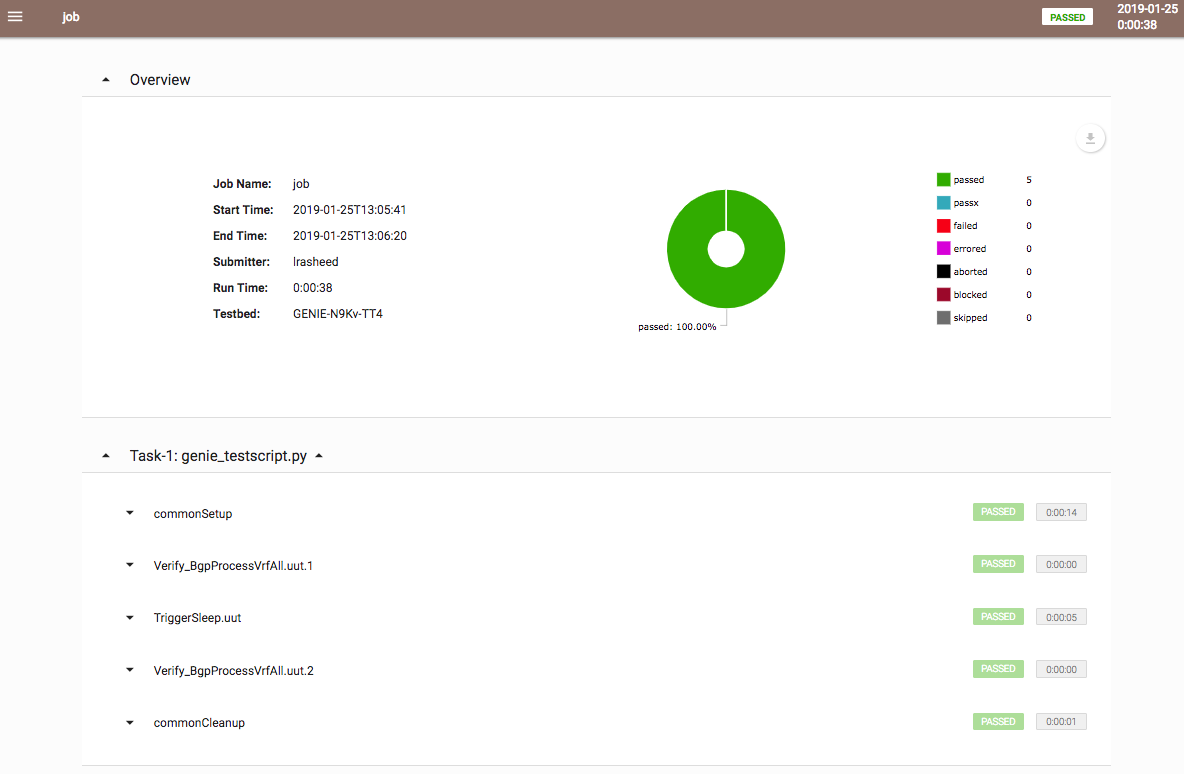 job
PASSED
2019-01-25
0:00:38
Overview
Job Name: job
Start Time: 2019-01-25T13:05:41
End Time: 2019-01-25T13:06:20
Submitter: lrasheed
Run Time: 0:00:38
Testbed: GENIE-N9Kv-TT4
passed: 100.00%
passed 5
passx 0
failed 0
errored 0
aborted 0
blocked 0
skipped 0
Task-1: genie_testscript.py
commonSetup PASSED 0:00:14
Verify_BgpProcessVrfAll.uut.1 PASSED 0:00:00
TriggerSleep.uut PASSED 0:00:05
Verify_BgpProcessVrfAll.uut.2 PASSED 0:00:00
commonCleanup PASSED 0:00:01